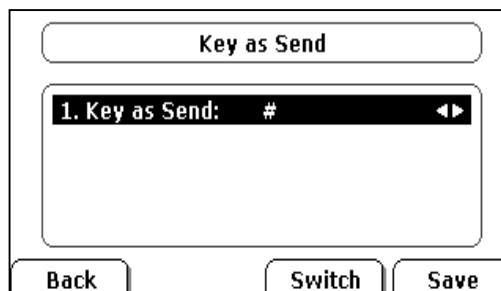 Key as Send
1. Key as Send: #
Back Switch Save